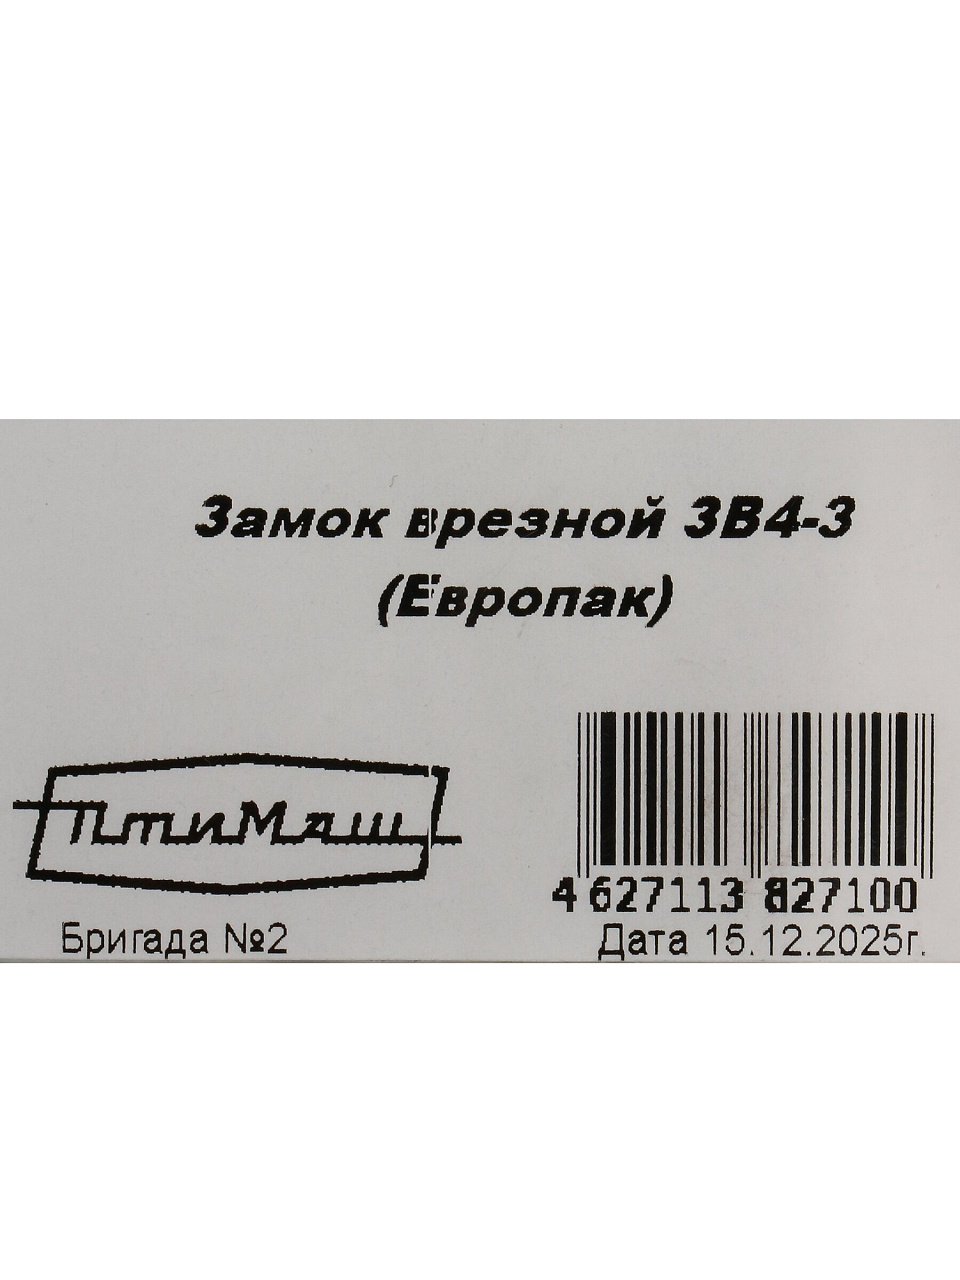 Замок врезной ЗВ4-3
(Европак)
ПтиМаш
4 627113 827100
Бригада №2
Дата 15.12.2025г.